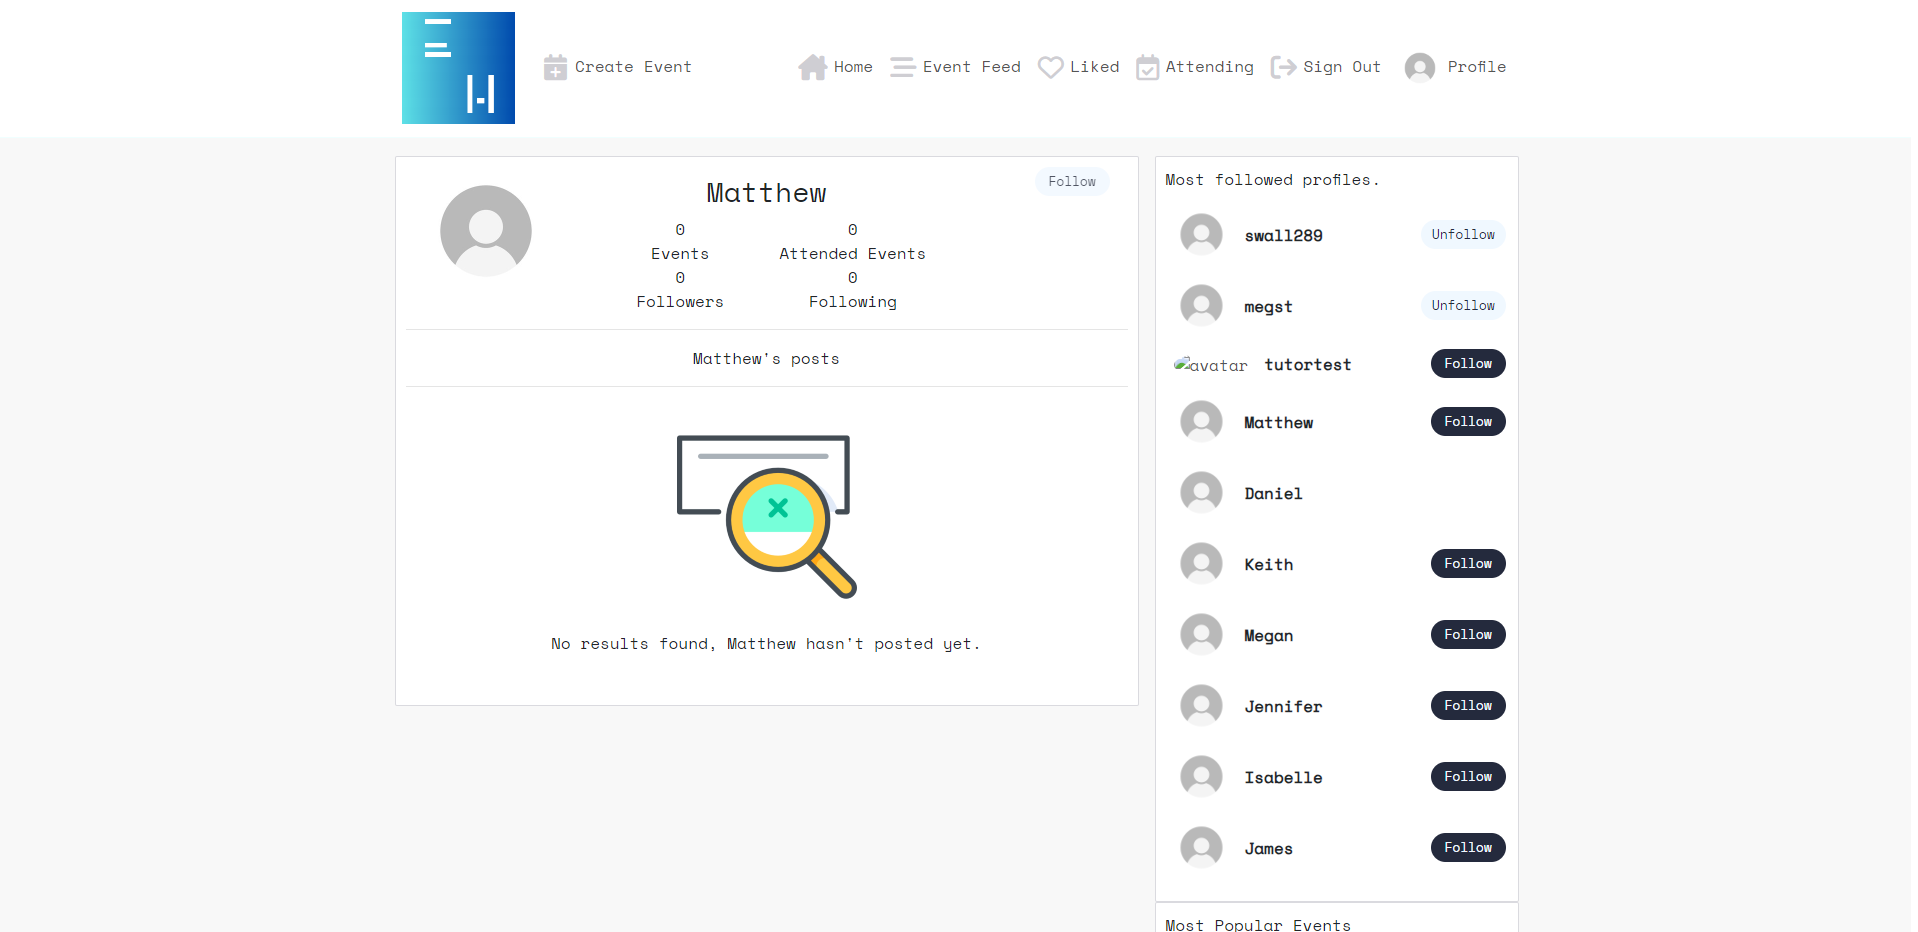 Create Event
Home
Event Feed
Liked
Attending
Sign Out
Profile
Matthew
Follow
0
0
Events
Attended Events
0
0
Followers
Following
Matthew's posts
No results found, Matthew hasn't posted yet.
Most followed profiles.
swall289
Unfollow
megst
Unfollow
avatar
tutortest
Follow
Matthew
Follow
Daniel
Keith
Follow
Megan
Follow
Jennifer
Follow
Isabelle
Follow
James
Follow
Most Popular Events